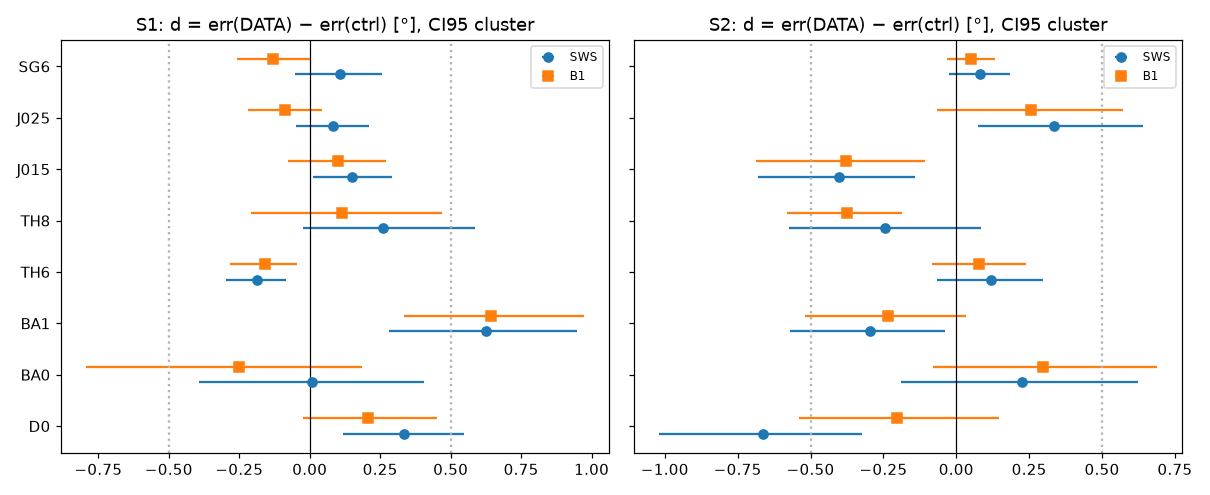 S1: d = err(DATA) − err(ctrl) [°], CI95 cluster
SWS
B1
SG6
J025
J015
TH8
TH6
BA1
BA0
D0
−0.75 −0.50 −0.25 0.00 0.25 0.50 0.75 1.00
S2: d = err(DATA) − err(ctrl) [°], CI95 cluster
SWS
B1
−1.00 −0.75 −0.50 −0.25 0.00 0.25 0.50 0.75